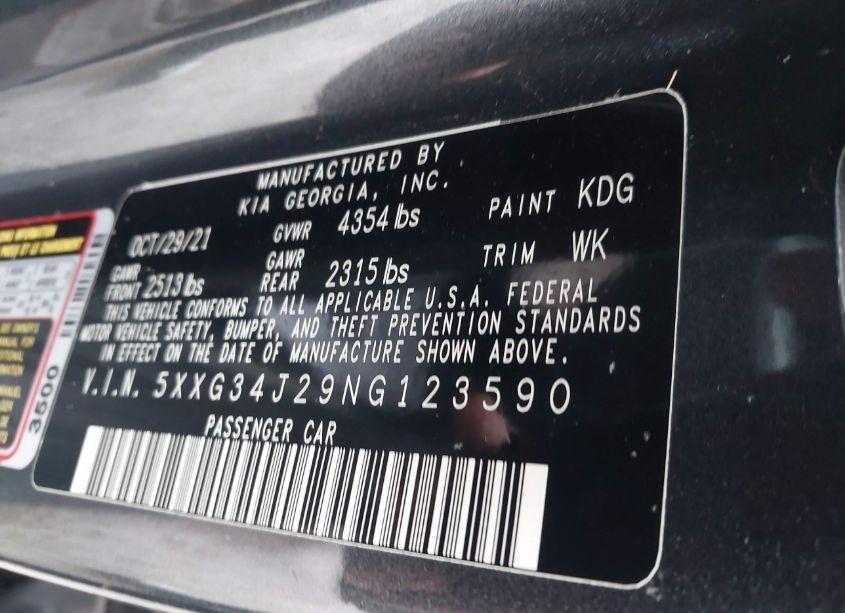 MANUFACTURED BY
KIA GEORGIA, INC.
OCT/29/21 GVWR 4354 lbs PAINT KDG
GAWR FRONT 2513 lbs GAWR REAR 2315 lbs TRIM WK
THIS VEHICLE CONFORMS TO ALL APPLICABLE U.S.A. FEDERAL
MOTOR VEHICLE SAFETY, BUMPER, AND THEFT PREVENTION STANDARDS
IN EFFECT ON THE DATE OF MANUFACTURE SHOWN ABOVE.
V.I.N. 5XXG34J29NG123590
PASSENGER CAR
3500